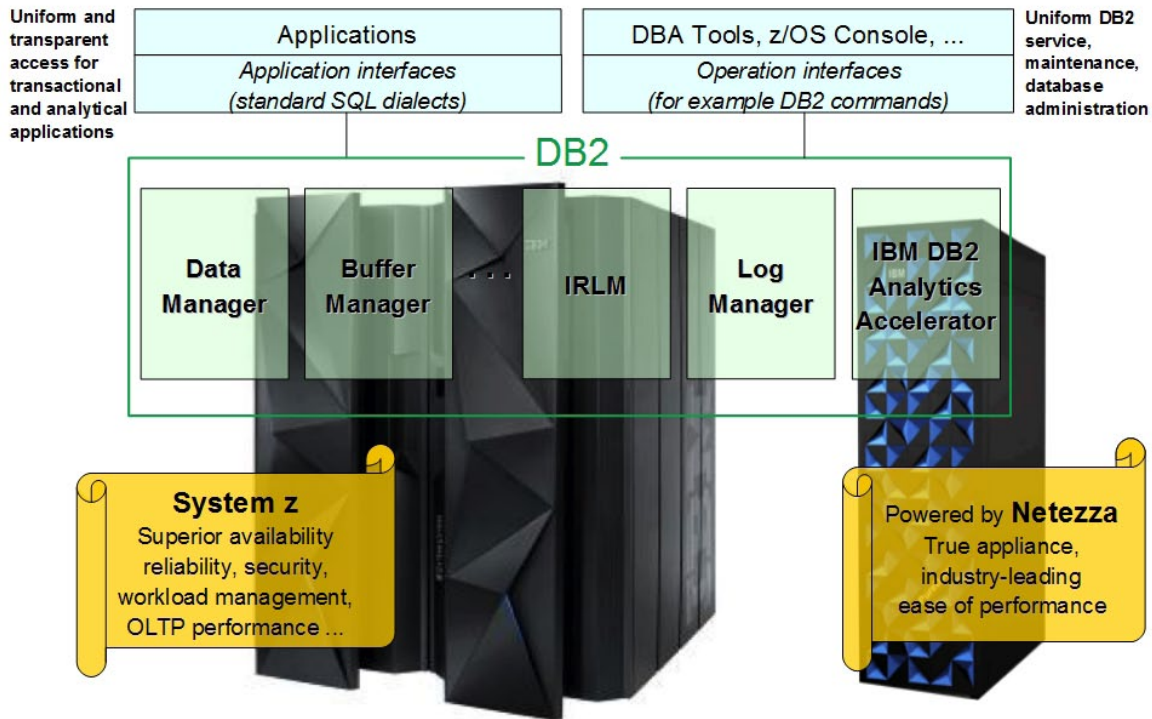 Uniform and
transparent
access for
transactional
and analytical
applications
Applications
Application interfaces
(standard SQL dialects)
DBA Tools, z/OS Console, ...
Operation interfaces
(for example DB2 commands)
Uniform DB2
service,
maintenance,
database
administration
DB2
Data
Manager
Buffer
Manager
. . .
IRLM
Log
Manager
IBM DB2
Analytics
Accelerator
IBM
System z
Superior availability
reliability, security,
workload management,
OLTP performance ...
Powered by Netezza
True appliance,
industry-leading
ease of performance